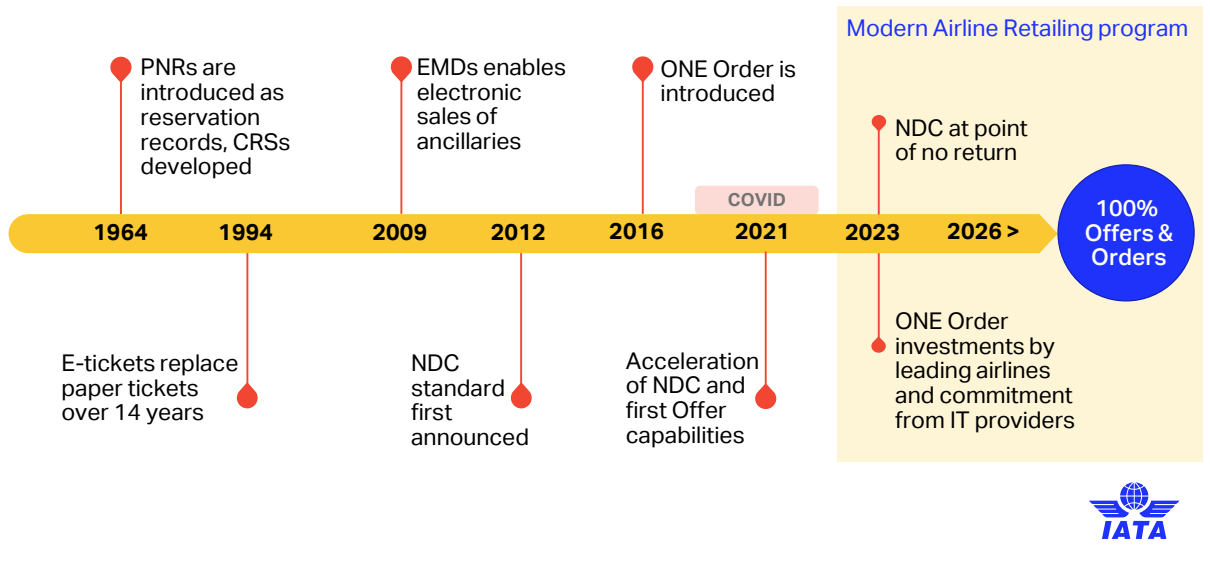 Modern Airline Retailing program
PNRs are
introduced as
reservation
records, CRSs
developed
EMDs enables
electronic
sales of
ancillaries
ONE Order is
introduced
NDC at point
of no return
COVID
1964
1994
2009
2012
2016
2021
2023
2026 >
100%
Offers &
Orders
E-tickets replace
paper tickets
over 14 years
NDC
standard
first
announced
Acceleration
of NDC and
first Offer
capabilities
ONE Order
investments by
leading airlines
and commitment
from IT providers
IATA